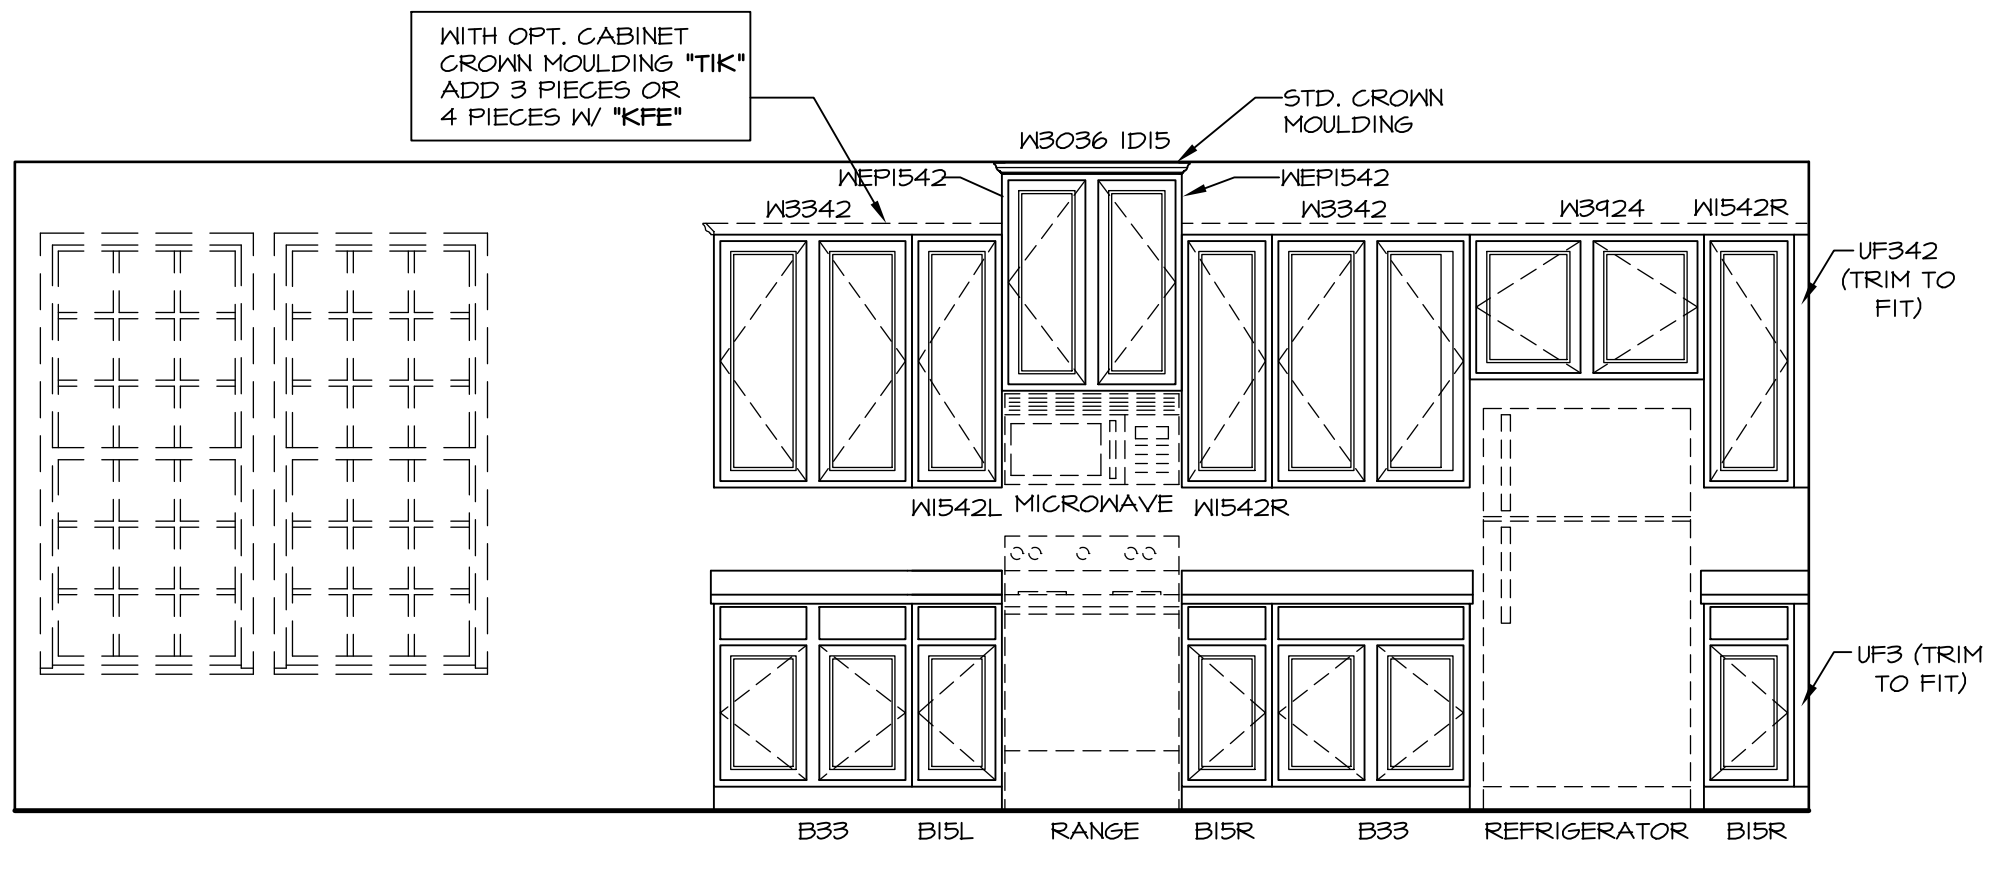 WITH OPT. CABINET
CROWN MOULDING "TIK"
ADD 3 PIECES OR
4 PIECES W/ "KFE"
STD. CROWN
MOULDING
W3036 1D15
WEP1542
WEP1542
W3342
W3342
W3924
W1542R
UF342
(TRIM TO
FIT)
W1542L
MICROWAVE
W1542R
UF3 (TRIM
TO FIT)
B33
B15L
RANGE
B15R
B33
REFRIGERATOR
B15R